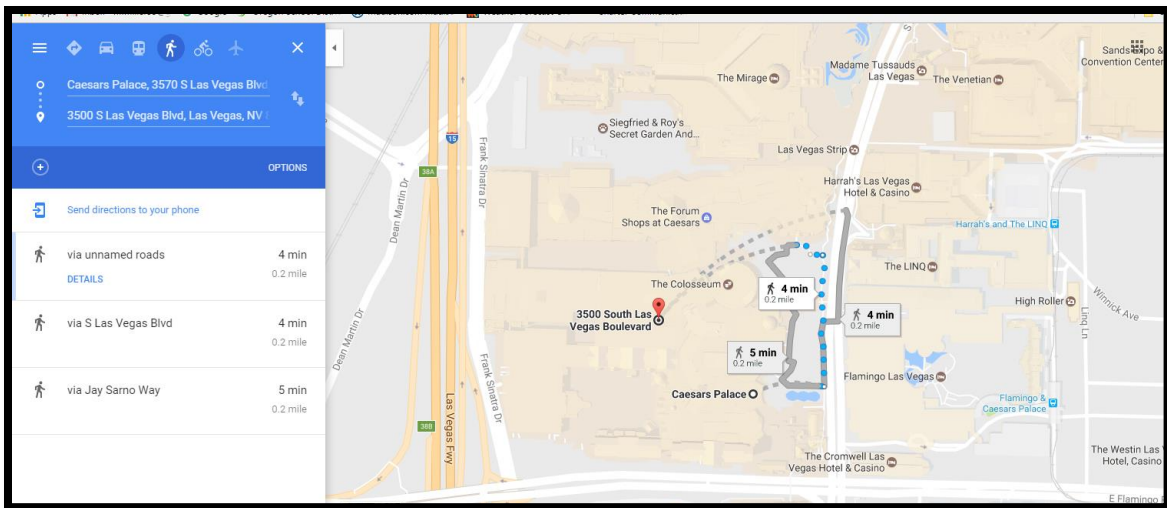 Caesars Palace, 3570 S Las Vegas Blvd
3500 S Las Vegas Blvd, Las Vegas, NV
OPTIONS
Send directions to your phone
via unnamed roads 4 min
DETAILS 0.2 mile
via S Las Vegas Blvd 4 min
0.2 mile
via Jay Sarno Way 5 min
0.2 mile
Madame Tussauds
Las Vegas
The Mirage
The Venetian
Sands Expo &
Convention Center
Siegfried & Roy's
Secret Garden And...
Las Vegas Strip
15
38A
Frank Sinatra Dr
Dean Martin Dr
Harrah's Las Vegas
Hotel & Casino
The Forum
Shops at Caesars
Harrah's and The LINQ
The LINQ
The Colosseum
4 min
0.2 mile
High Roller
Winnick Ave
Linq Ln
3500 South Las
Vegas Boulevard
4 min
0.2 mile
5 min
0.2 mile
Dean Martin Dr
Frank Sinatra Dr
Flamingo Las Vegas
Caesars Palace
Flamingo &
Caesars Palace
38B
Las Vegas Fwy
The Cromwell Las
Vegas Hotel & Casino
The Westin Las
Hotel, Casino
E Flamingo